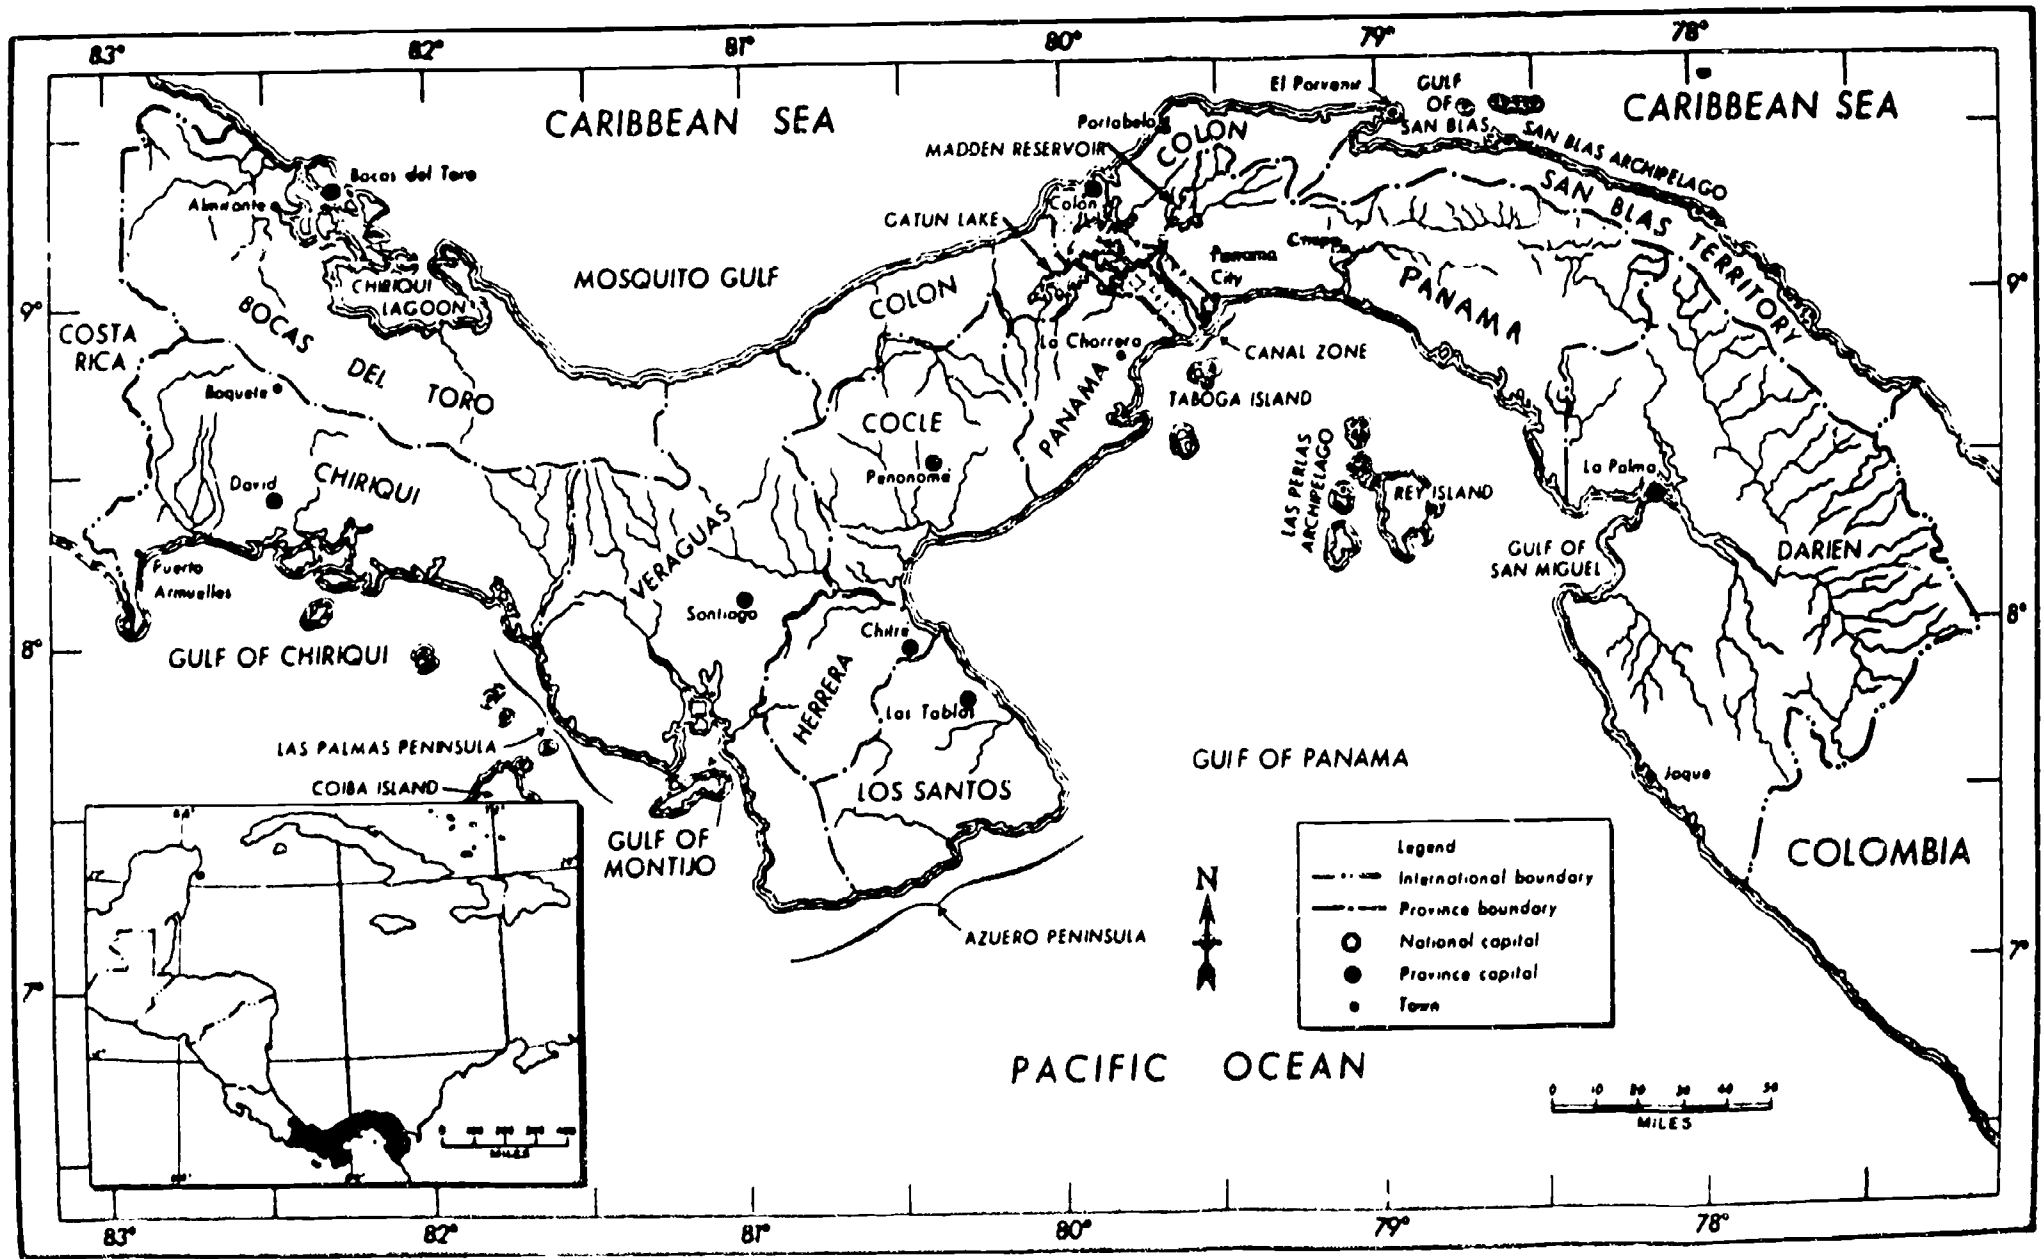 83°
82°
81°
80°
79°
78°
CARIBBEAN SEA
El Porvenir
GULF
OF
SAN BLAS
CARIBBEAN SEA
Portobelo
COLON
SAN BLAS ARCHIPELAGO
MADDEN RESERVOIR
SAN BLAS TERRITORY
Bocas del Toro
Almirante
Colon
GATUN LAKE
Panama
City
Chepo
CHIRIQUI
LAGOON
MOSQUITO GULF
COLON
PANAMA
9°
9°
COSTA
RICA
BOCAS
DEL
TORO
La Chorrera
CANAL ZONE
Boquete
PANAMA
TABOGA ISLAND
COCLE
Penonome
LAS PERLAS
ARCHIPELAGO
REY ISLAND
La Palma
David
CHIRIQUI
VERAGUAS
GULF OF
SAN MIGUEL
DARIEN
Puerto
Armuelles
Santiago
Chitre
8°
8°
GULF OF CHIRIQUI
HERRERA
Las Tablas
LAS PALMAS PENINSULA
COIBA ISLAND
GULF OF PANAMA
Jaque
LOS SANTOS
GULF OF
MONTIJO
COLOMBIA
AZUERO PENINSULA
N
Legend
International boundary
Province boundary
National capital
Province capital
Town
7°
7°
PACIFIC OCEAN
0 10 20 30 40 50
MILES
MILES
83°
82°
81°
80°
79°
78°